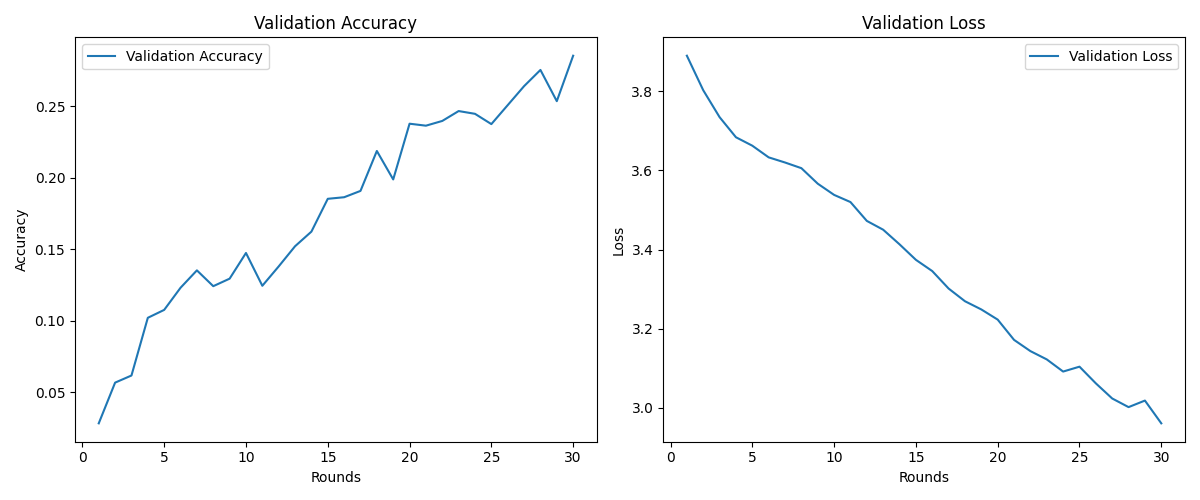 Validation Accuracy
Validation Accuracy
0.25
0.20
0.15
0.10
0.05
Accuracy
0 5 10 15 20 25 30
Rounds
Validation Loss
Validation Loss
3.8
3.6
3.4
3.2
3.0
Loss
0 5 10 15 20 25 30
Rounds